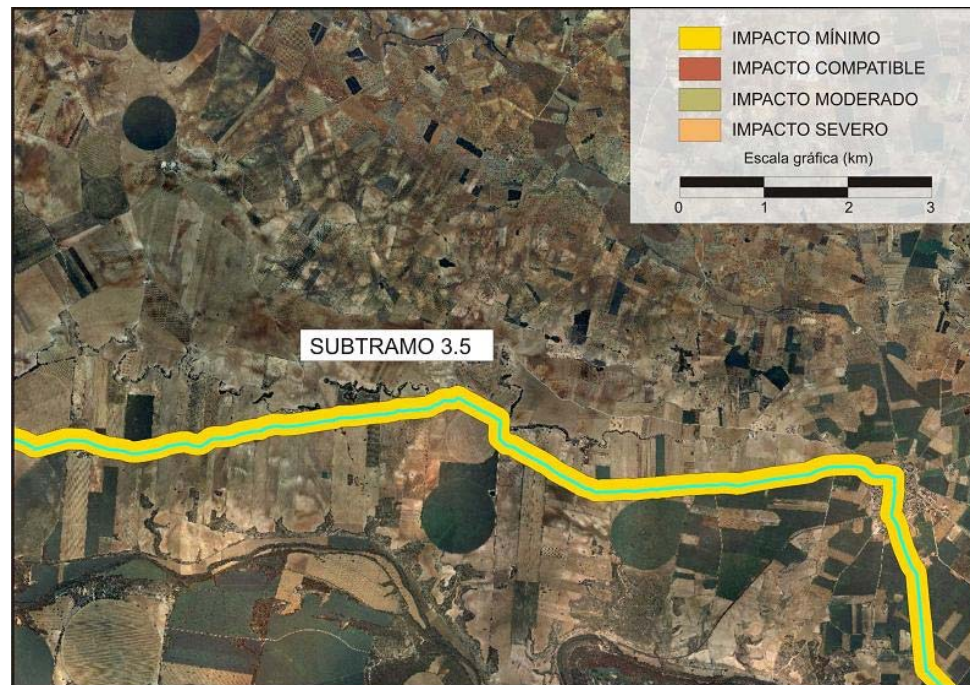 IMPACTO MÍNIMO
IMPACTO COMPATIBLE
IMPACTO MODERADO
IMPACTO SEVERO
Escala gráfica (km)
0 1 2 3
SUBTRAMO 3.5